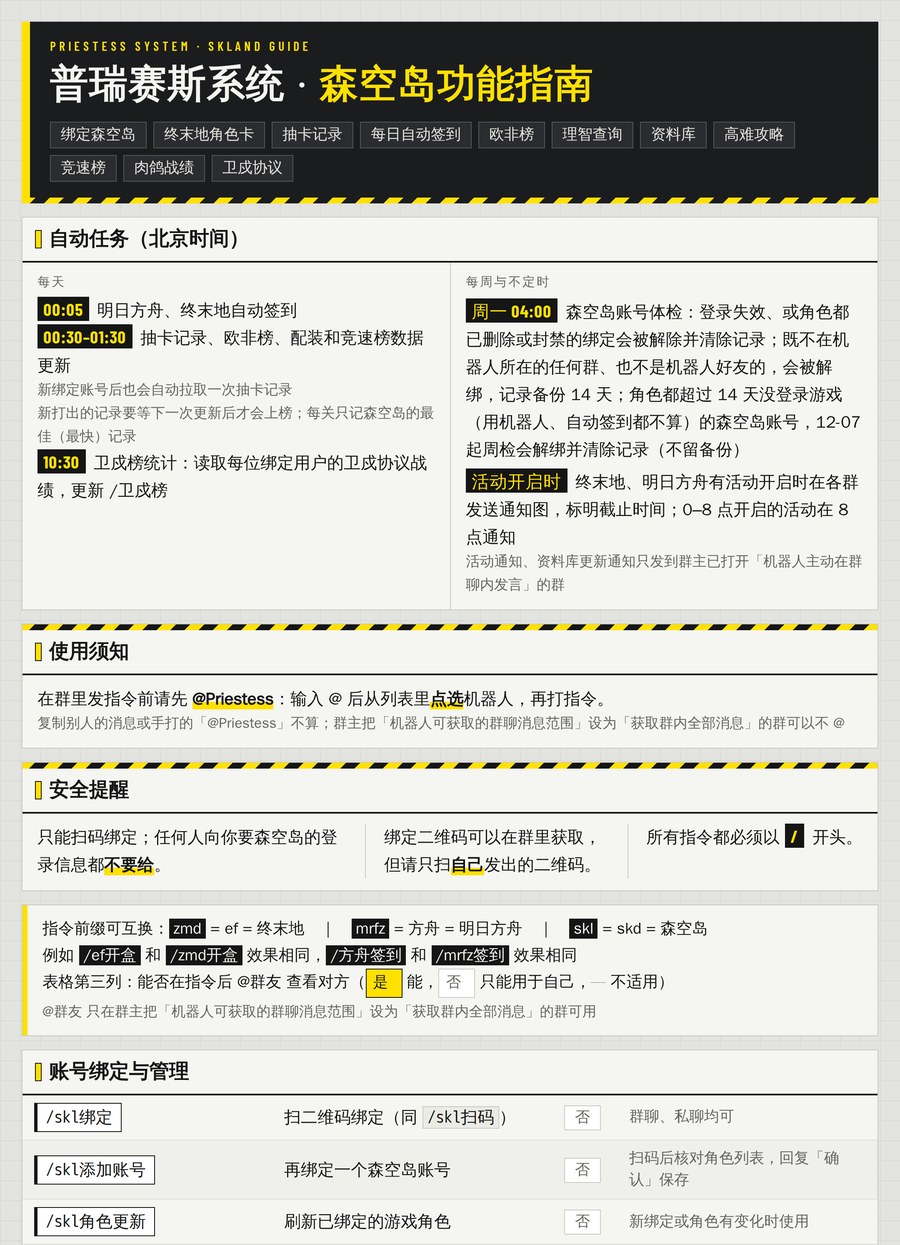 PRIESTESS SYSTEM · SKLAND GUIDE
普瑞赛斯系统 · 森空岛功能指南
绑定森空岛 终末地角色卡 抽卡记录 每日自动签到 欧非榜 理智查询 资料库 高难攻略
竞速榜 肉鸽战绩 卫戍协议
自动任务（北京时间）
每天
00:05 明日方舟、终末地自动签到
00:30–01:30 抽卡记录、欧非榜、配装和竞速榜数据
更新
新绑定账号后也会自动拉取一次抽卡记录
新打出的记录要等下一次更新后才会上榜；每关只记森空岛的最
佳（最快）记录
10:30 卫戍榜统计：读取每位绑定用户的卫戍协议战
绩，更新 /卫戍榜
每周与不定时
周一 04:00 森空岛账号体检：登录失效、或角色都
已删除或封禁的绑定会被解除并清除记录；既不在机
器人所在的任何群、也不是机器人好友的，会被解
绑，记录备份 14 天；角色都超过 14 天没登录游戏
（用机器人、自动签到都不算）的森空岛账号，12-07
起周检会解绑并清除记录（不留备份）
活动开启时 终末地、明日方舟有活动开启时在各群
发送通知图，标明截止时间；0–8 点开启的活动在 8
点通知
活动通知、资料库更新通知只发到群主已打开「机器人主动在群
聊内发言」的群
使用须知
在群里发指令前请先 @Priestess：输入 @ 后从列表里点选机器人，再打指令。
复制别人的消息或手打的「@Priestess」不算；群主把「机器人可获取的群聊消息范围」设为「获取群内全部消息」的群可以不 @
安全提醒
只能扫码绑定；任何人向你要森空岛的登
录信息都不要给。
绑定二维码可以在群里获取，
但请只扫自己发出的二维码。
所有指令都必须以 / 开头。
指令前缀可互换：zmd = ef = 终末地 ｜ mrfz = 方舟 = 明日方舟 ｜ skl = skd = 森空岛
例如 /ef开盒 和 /zmd开盒 效果相同，/方舟签到 和 /mrfz签到 效果相同
表格第三列：能否在指令后 @群友 查看对方（是 能，否 只能用于自己，— 不适用）
@群友 只在群主把「机器人可获取的群聊消息范围」设为「获取群内全部消息」的群可用
账号绑定与管理
/skl绑定 扫二维码绑定（同 /skl扫码） 否 群聊、私聊均可
/skl添加账号 再绑定一个森空岛账号 否 扫码后核对角色列表，回复「确
认」保存
/skl角色更新 刷新已绑定的游戏角色 否 新绑定或角色有变化时使用